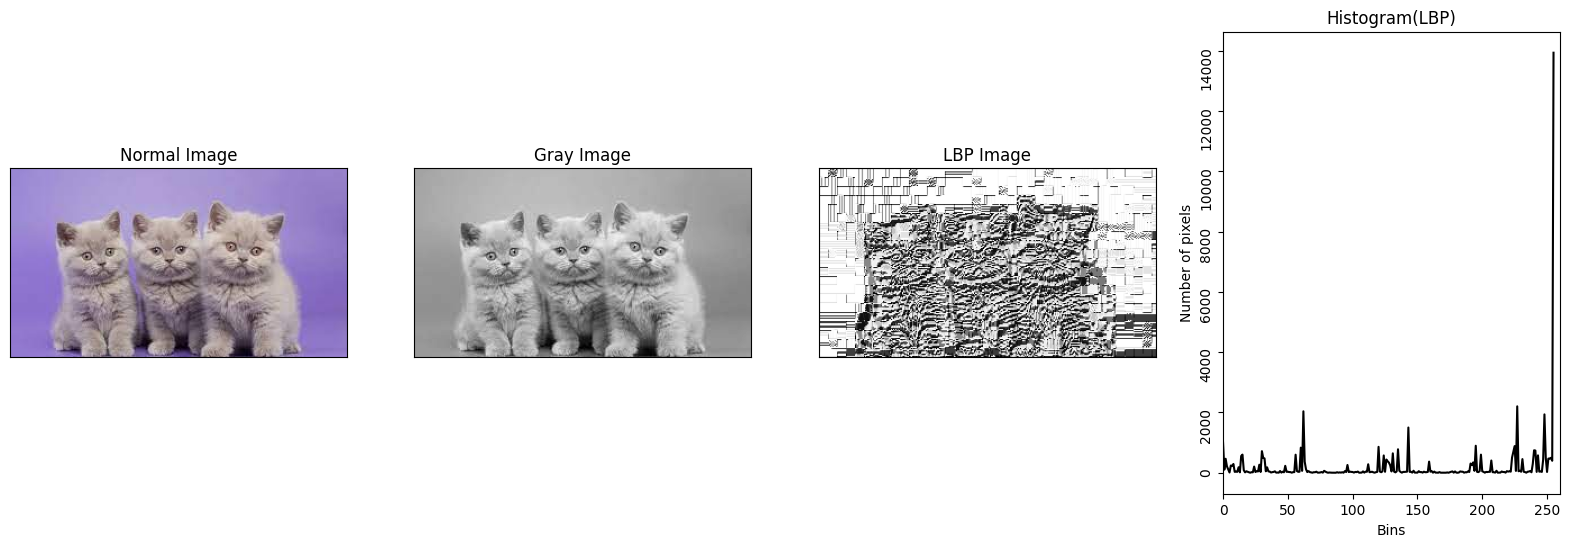 Normal Image
Gray Image
LBP Image
Histogram(LBP)
Number of pixels
14000
12000
10000
8000
6000
4000
2000
0
0 50 100 150 200 250
Bins